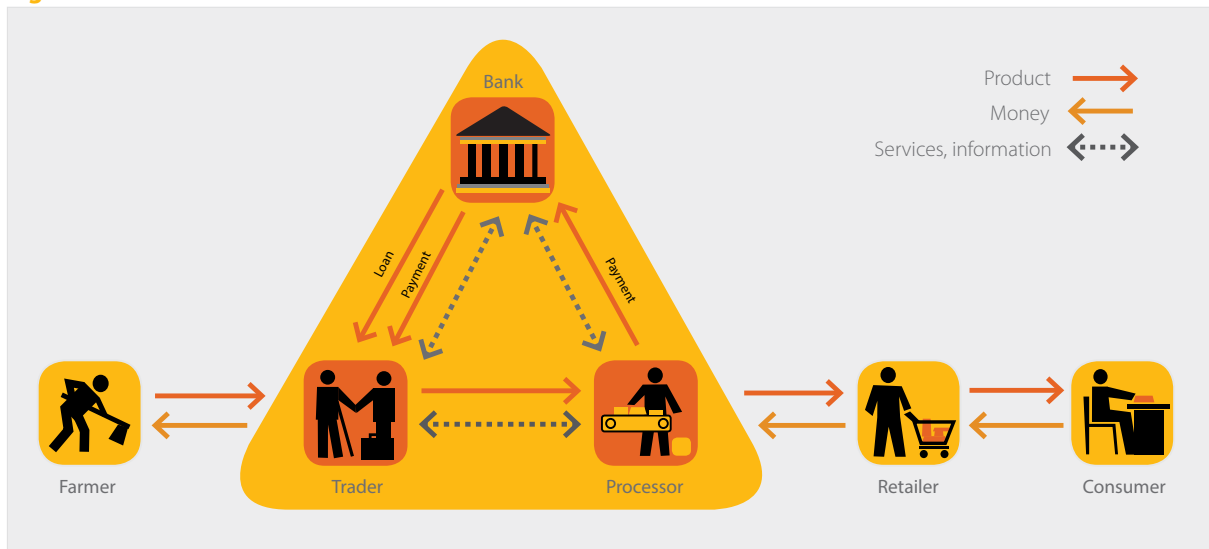 Bank
Product
Money
Services, information
Loan
Payment
Payment
Farmer
Trader
Processor
Retailer
Consumer